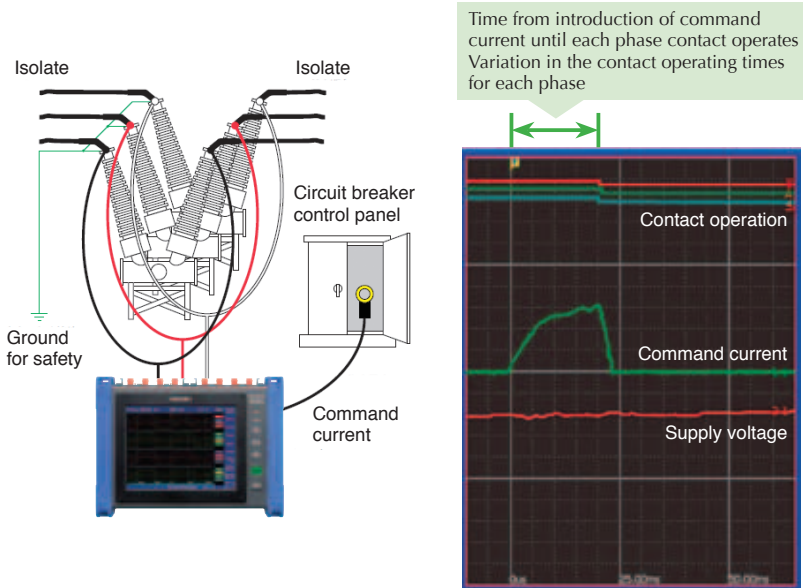 Time from introduction of command
current until each phase contact operates
Variation in the contact operating times
for each phase
Isolate
Isolate
Circuit breaker
control panel
Ground
for safety
Command
current
Contact operation
Command current
Supply voltage
0us
25.00ms
50.00ms